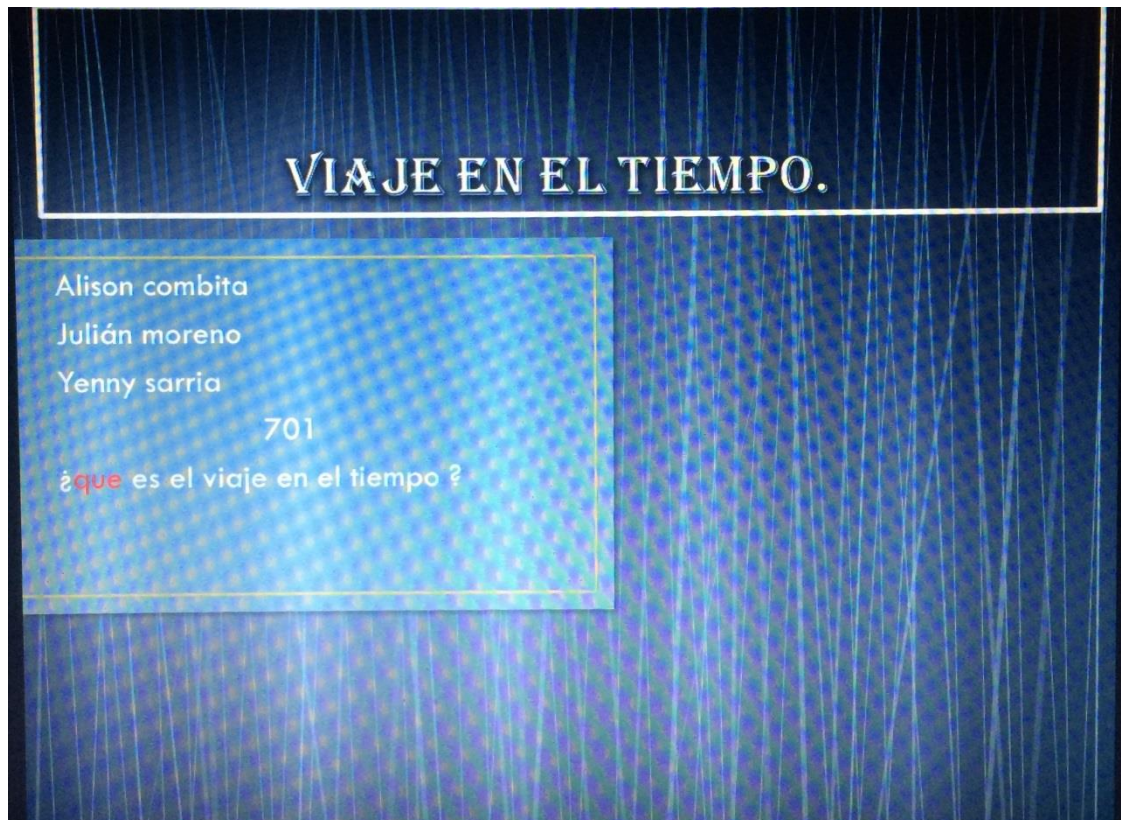 VIAJE EN EL TIEMPO.
Alison combita
Julián moreno
Yenny sarria
701
¿que es el viaje en el tiempo ?